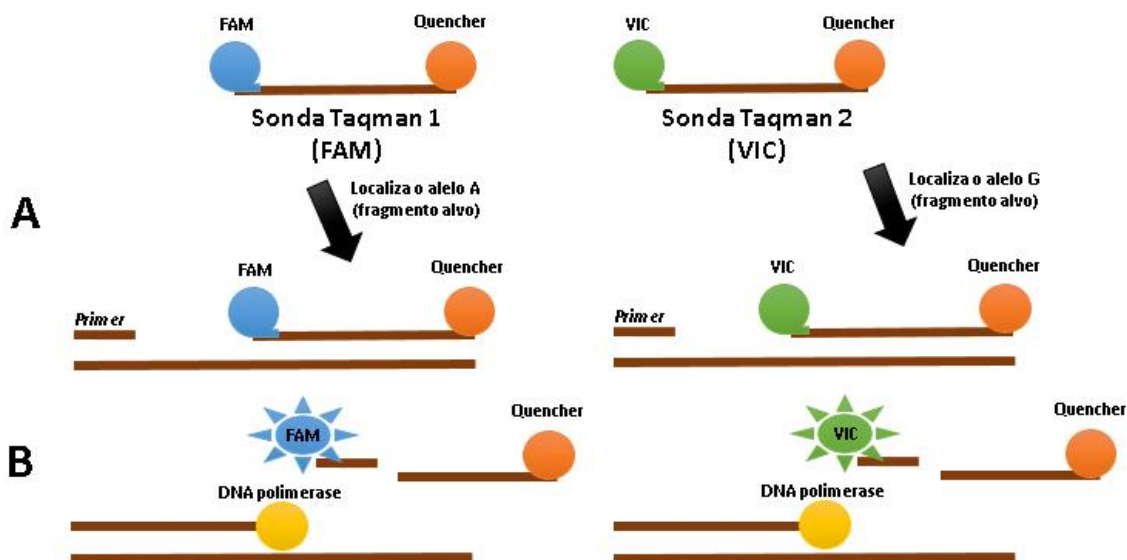 FAM
Quencher
VIC
Quencher
Sonda Taqman 1
(FAM)
Sonda Taqman 2
(VIC)
A
Localiza o alelo A
(fragmento alvo)
Localiza o alelo G
(fragmento alvo)
FAM
Quencher
VIC
Quencher
Primer
Primer
B
FAM
Quencher
VIC
Quencher
DNA polimerase
DNA polimerase